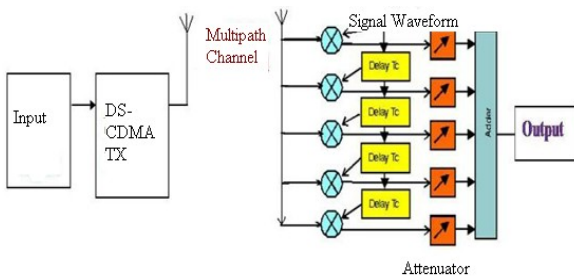 Signal Waveform
Multipath
Channel
Input
DS-
CDMA
TX
Delay Tc
Delay Tc
Delay Tc
Delay Tc
Adder
Output
Attenuator